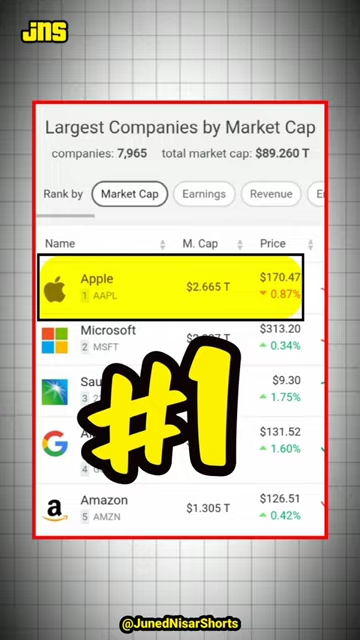 jns
Largest Companies by Market Cap
companies: 7,965 total market cap: $89.260 T
Rank by Market Cap Earnings Revenue
Name M. Cap Price
Apple $170.47
1 AAPL $2.665 T 0.87%
Microsoft $313.20
2 MSFT 0.34%
$9.30
3 1.75%
#1
$131.52
4 1.60%
Amazon $126.51
5 AMZN $1.305 T 0.42%
@JunedNisarShorts